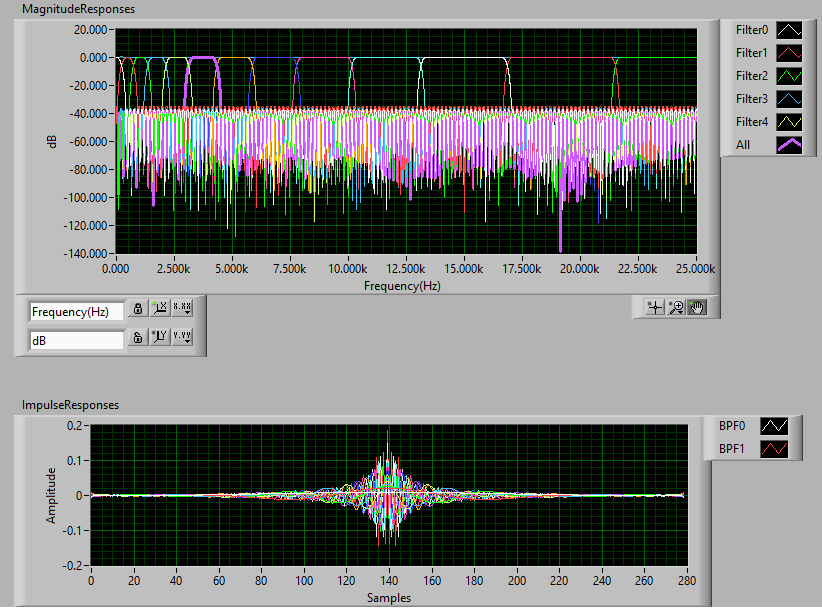 MagnitudeResponses
20.000
0.000
-20.000
-40.000
-60.000
-80.000
-100.000
-120.000
-140.000
dB
0.000 2.500k 5.000k 7.500k 10.000k 12.500k 15.000k 17.500k 20.000k 22.500k 25.000k
Frequency(Hz)
Filter0
Filter1
Filter2
Filter3
Filter4
All
Frequency(Hz) X X.XX
dB Y Y.YY
ImpulseResponses
0.2
0.1
0
-0.1
-0.2
Amplitude
0 20 40 60 80 100 120 140 160 180 200 220 240 260 280
Samples
BPF0
BPF1